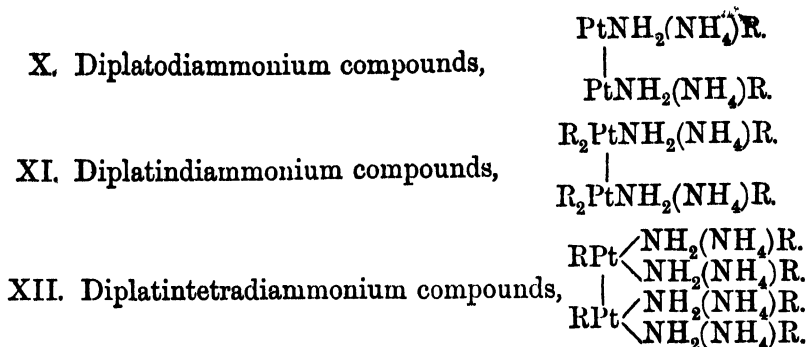 PtNH₂(NH₄)R.
X. Diplatodiammonium compounds, |
PtNH₂(NH₄)R.
R₂PtNH₂(NH₄)R.
XI. Diplatindiammonium compounds, |
R₂PtNH₂(NH₄)R.
RPt<NH₂(NH₄)R.
NH₂(NH₄)R.
XII. Diplatintetradiammonium compounds, |
RPt<NH₂(NH₄)R.
NH₂(NH₄)R.